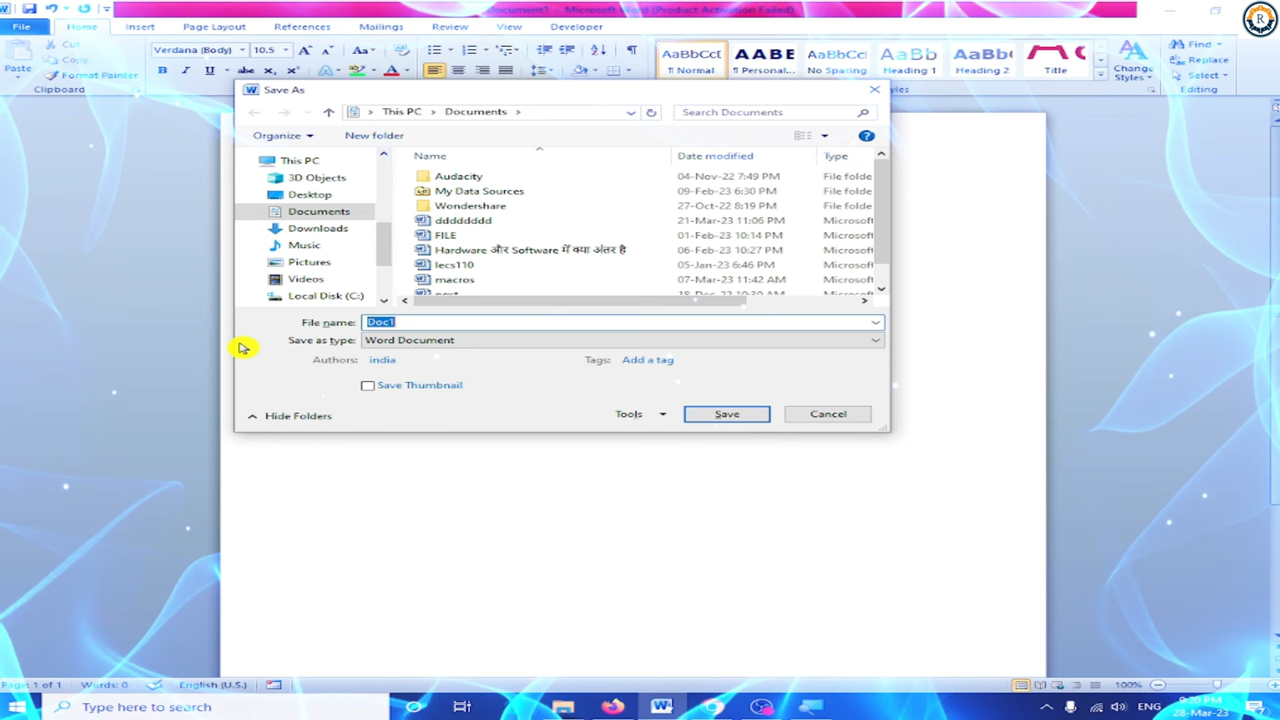 Document1 - Microsoft Word (Product Activation Failed)
File Home Insert Page Layout References Mailings Review View Developer
Paste Cut Copy Format Painter
Clipboard
Verdana (Body) 10.5
AaBbCcI AABE AaBbCcI AaBb AaBb(
¶ Normal ¶ Personal... No Spacing Heading 1 Heading 2 Title
Change Styles
Find Replace Select
Editing
Save As
This PC > Documents >
Search Documents
Organize New folder
This PC
3D Objects
Desktop
Documents
Downloads
Music
Pictures
Videos
Local Disk (C:)
Name Date modified Type
Audacity 04-Nov-22 7:49 PM File folde
My Data Sources 09-Feb-23 6:30 PM File folde
Wondershare 27-Oct-22 8:19 PM File folde
dddddddd 21-Mar-23 11:06 PM Microsoft
FILE 01-Feb-23 10:14 PM Microsoft
Hardware और Software में क्या अंतर है 06-Feb-23 10:27 PM Microsoft
lecs110 05-Jan-23 6:46 PM Microsoft
macros 07-Mar-23 11:42 AM Microsoft
File name: Doc1
Save as type: Word Document
Authors: india Tags: Add a tag
Save Thumbnail
Hide Folders Tools Save Cancel
Page: 1 of 1 Words: 0 English (U.S.) 100%
Type here to search
ENG
9:20 PM
28-Mar-23